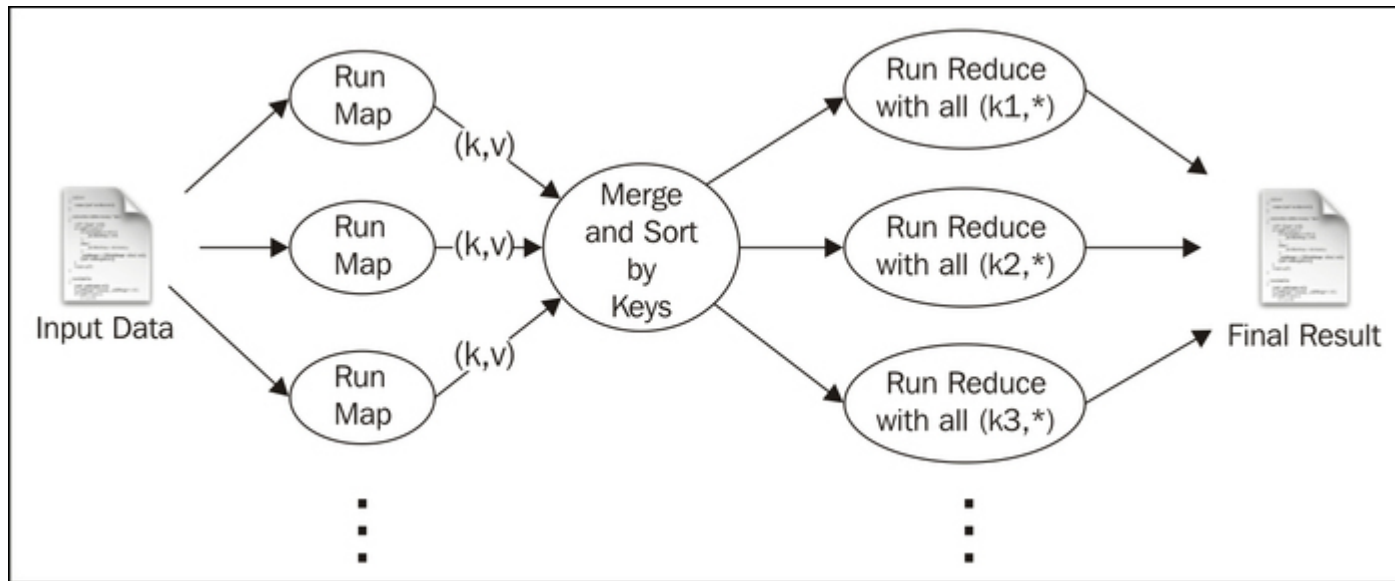 Input Data
Run
Map
(k,v)
Run
Map
(k,v)
Run
Map
(k,v)
Merge
and Sort
by
Keys
Run Reduce
with all (k1,*)
Run Reduce
with all (k2,*)
Run Reduce
with all (k3,*)
Final Result